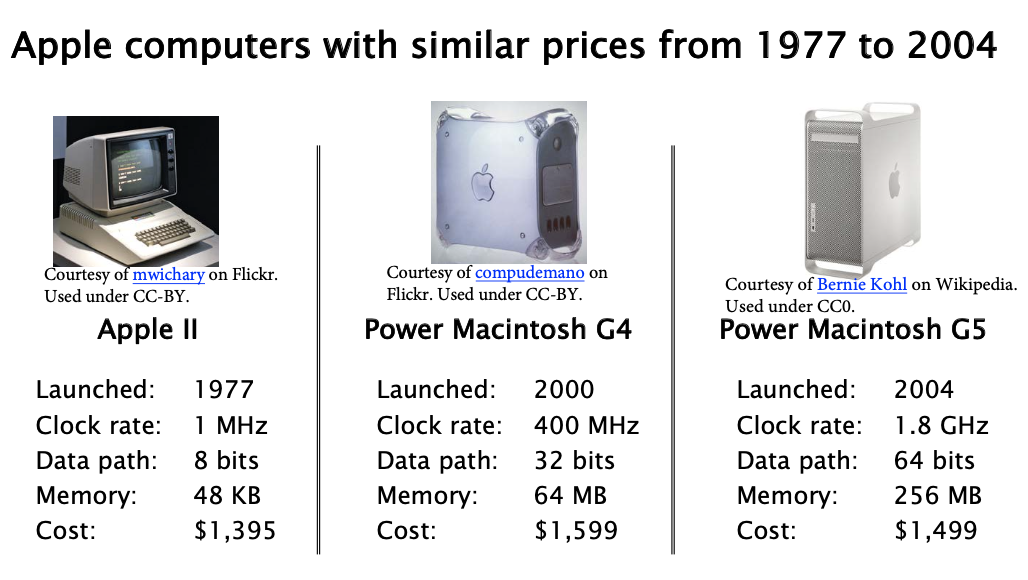 Apple computers with similar prices from 1977 to 2004
Courtesy of mwichary on Flickr.
Used under CC-BY.
Apple II
Launched: 1977
Clock rate: 1 MHz
Data path: 8 bits
Memory: 48 KB
Cost: $1,395
Courtesy of compudemano on
Flickr. Used under CC-BY.
Power Macintosh G4
Launched: 2000
Clock rate: 400 MHz
Data path: 32 bits
Memory: 64 MB
Cost: $1,599
Courtesy of Bernie Kohl on Wikipedia.
Used under CC0.
Power Macintosh G5
Launched: 2004
Clock rate: 1.8 GHz
Data path: 64 bits
Memory: 256 MB
Cost: $1,499